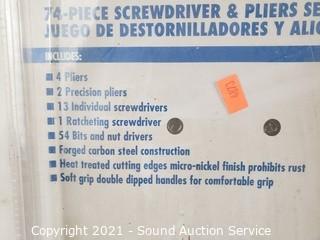 74-PIECE SCREWDRIVER & PLIERS SE
JUEGO DE DESTORNILLADORES Y ALIC
INCLUDES:
4 Pliers
2 Precision pliers
13 Individual screwdrivers
1 Ratcheting screwdriver
54 Bits and nut drivers
Forged carbon steel construction
Heat treated cutting edges micro-nickel finish prohibits rust
Soft grip double dipped handles for comfortable grip
Copyright 2021 - Sound Auction Service